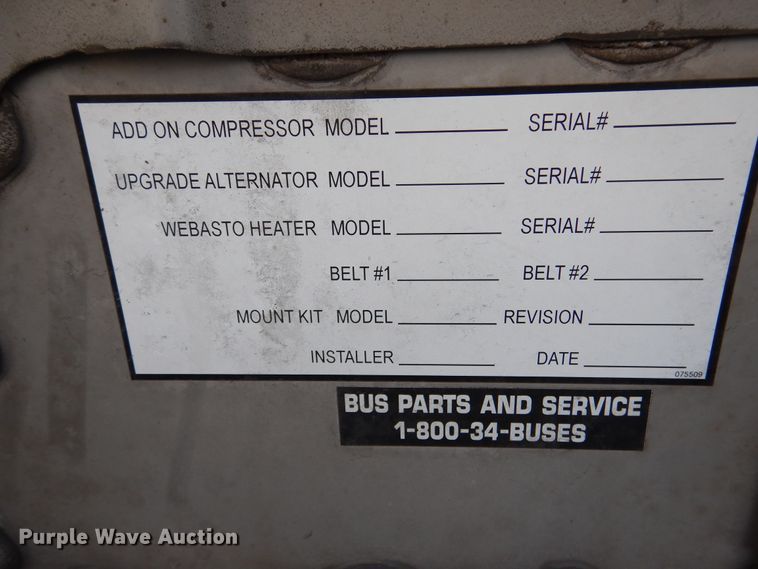 ADD ON COMPRESSOR MODEL SERIAL#
UPGRADE ALTERNATOR MODEL SERIAL#
WEBASTO HEATER MODEL SERIAL#
BELT #1 BELT #2
MOUNT KIT MODEL REVISION
INSTALLER DATE
075509
BUS PARTS AND SERVICE
1-800-34-BUSES
Purple Wave Auction